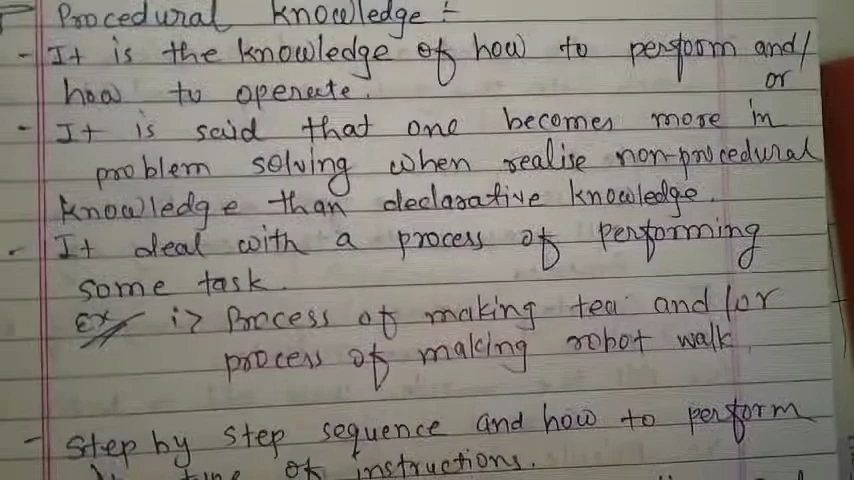 Procedural knowledge :-
- It is the knowledge of how to perform and/
or
how to operate.
- It is said that one becomes more in
problem solving when realise non-procedural
knowledge than declarative knowledge.
- It deal with a process of performing
some task.
Ex i> Process of making tea and/or
process of making robot walk
- Step by step sequence and how to perform
of instructions.